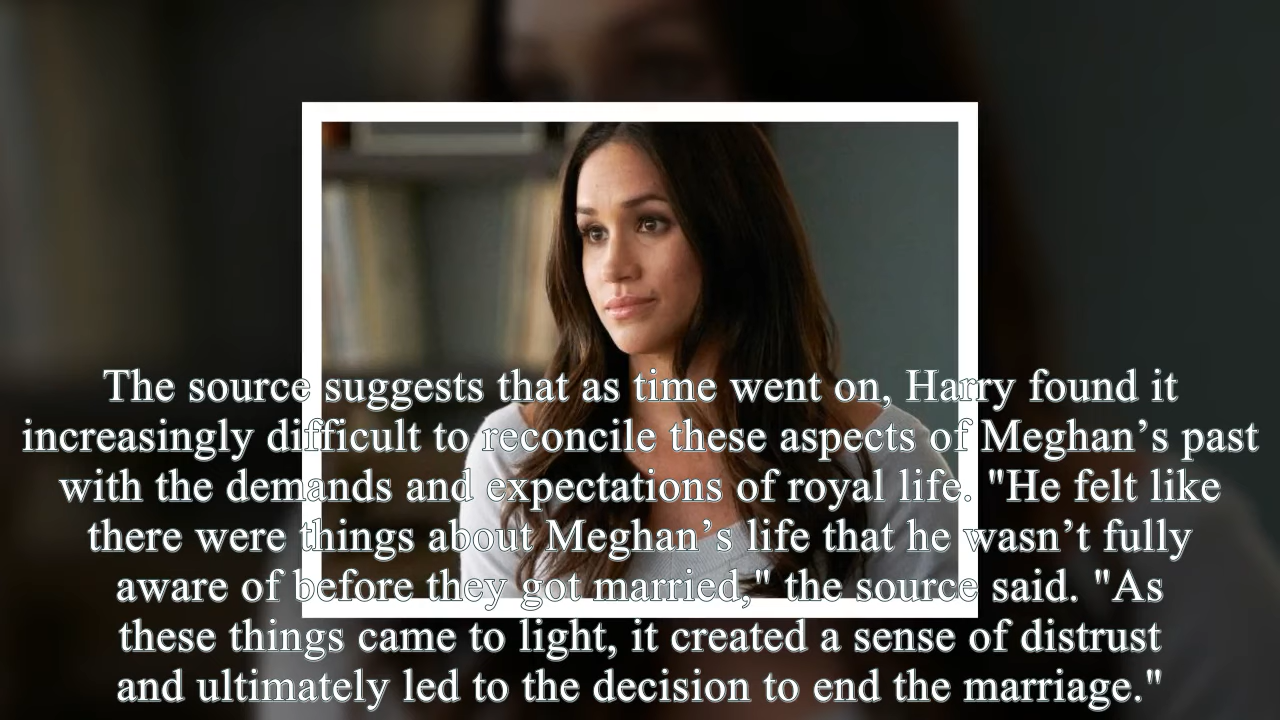 The source suggests that as time went on, Harry found it
increasingly difficult to reconcile these aspects of Meghan’s past
with the demands and expectations of royal life. "He felt like
there were things about Meghan’s life that he wasn’t fully
aware of before they got married," the source said. "As
these things came to light, it created a sense of distrust
and ultimately led to the decision to end the marriage."